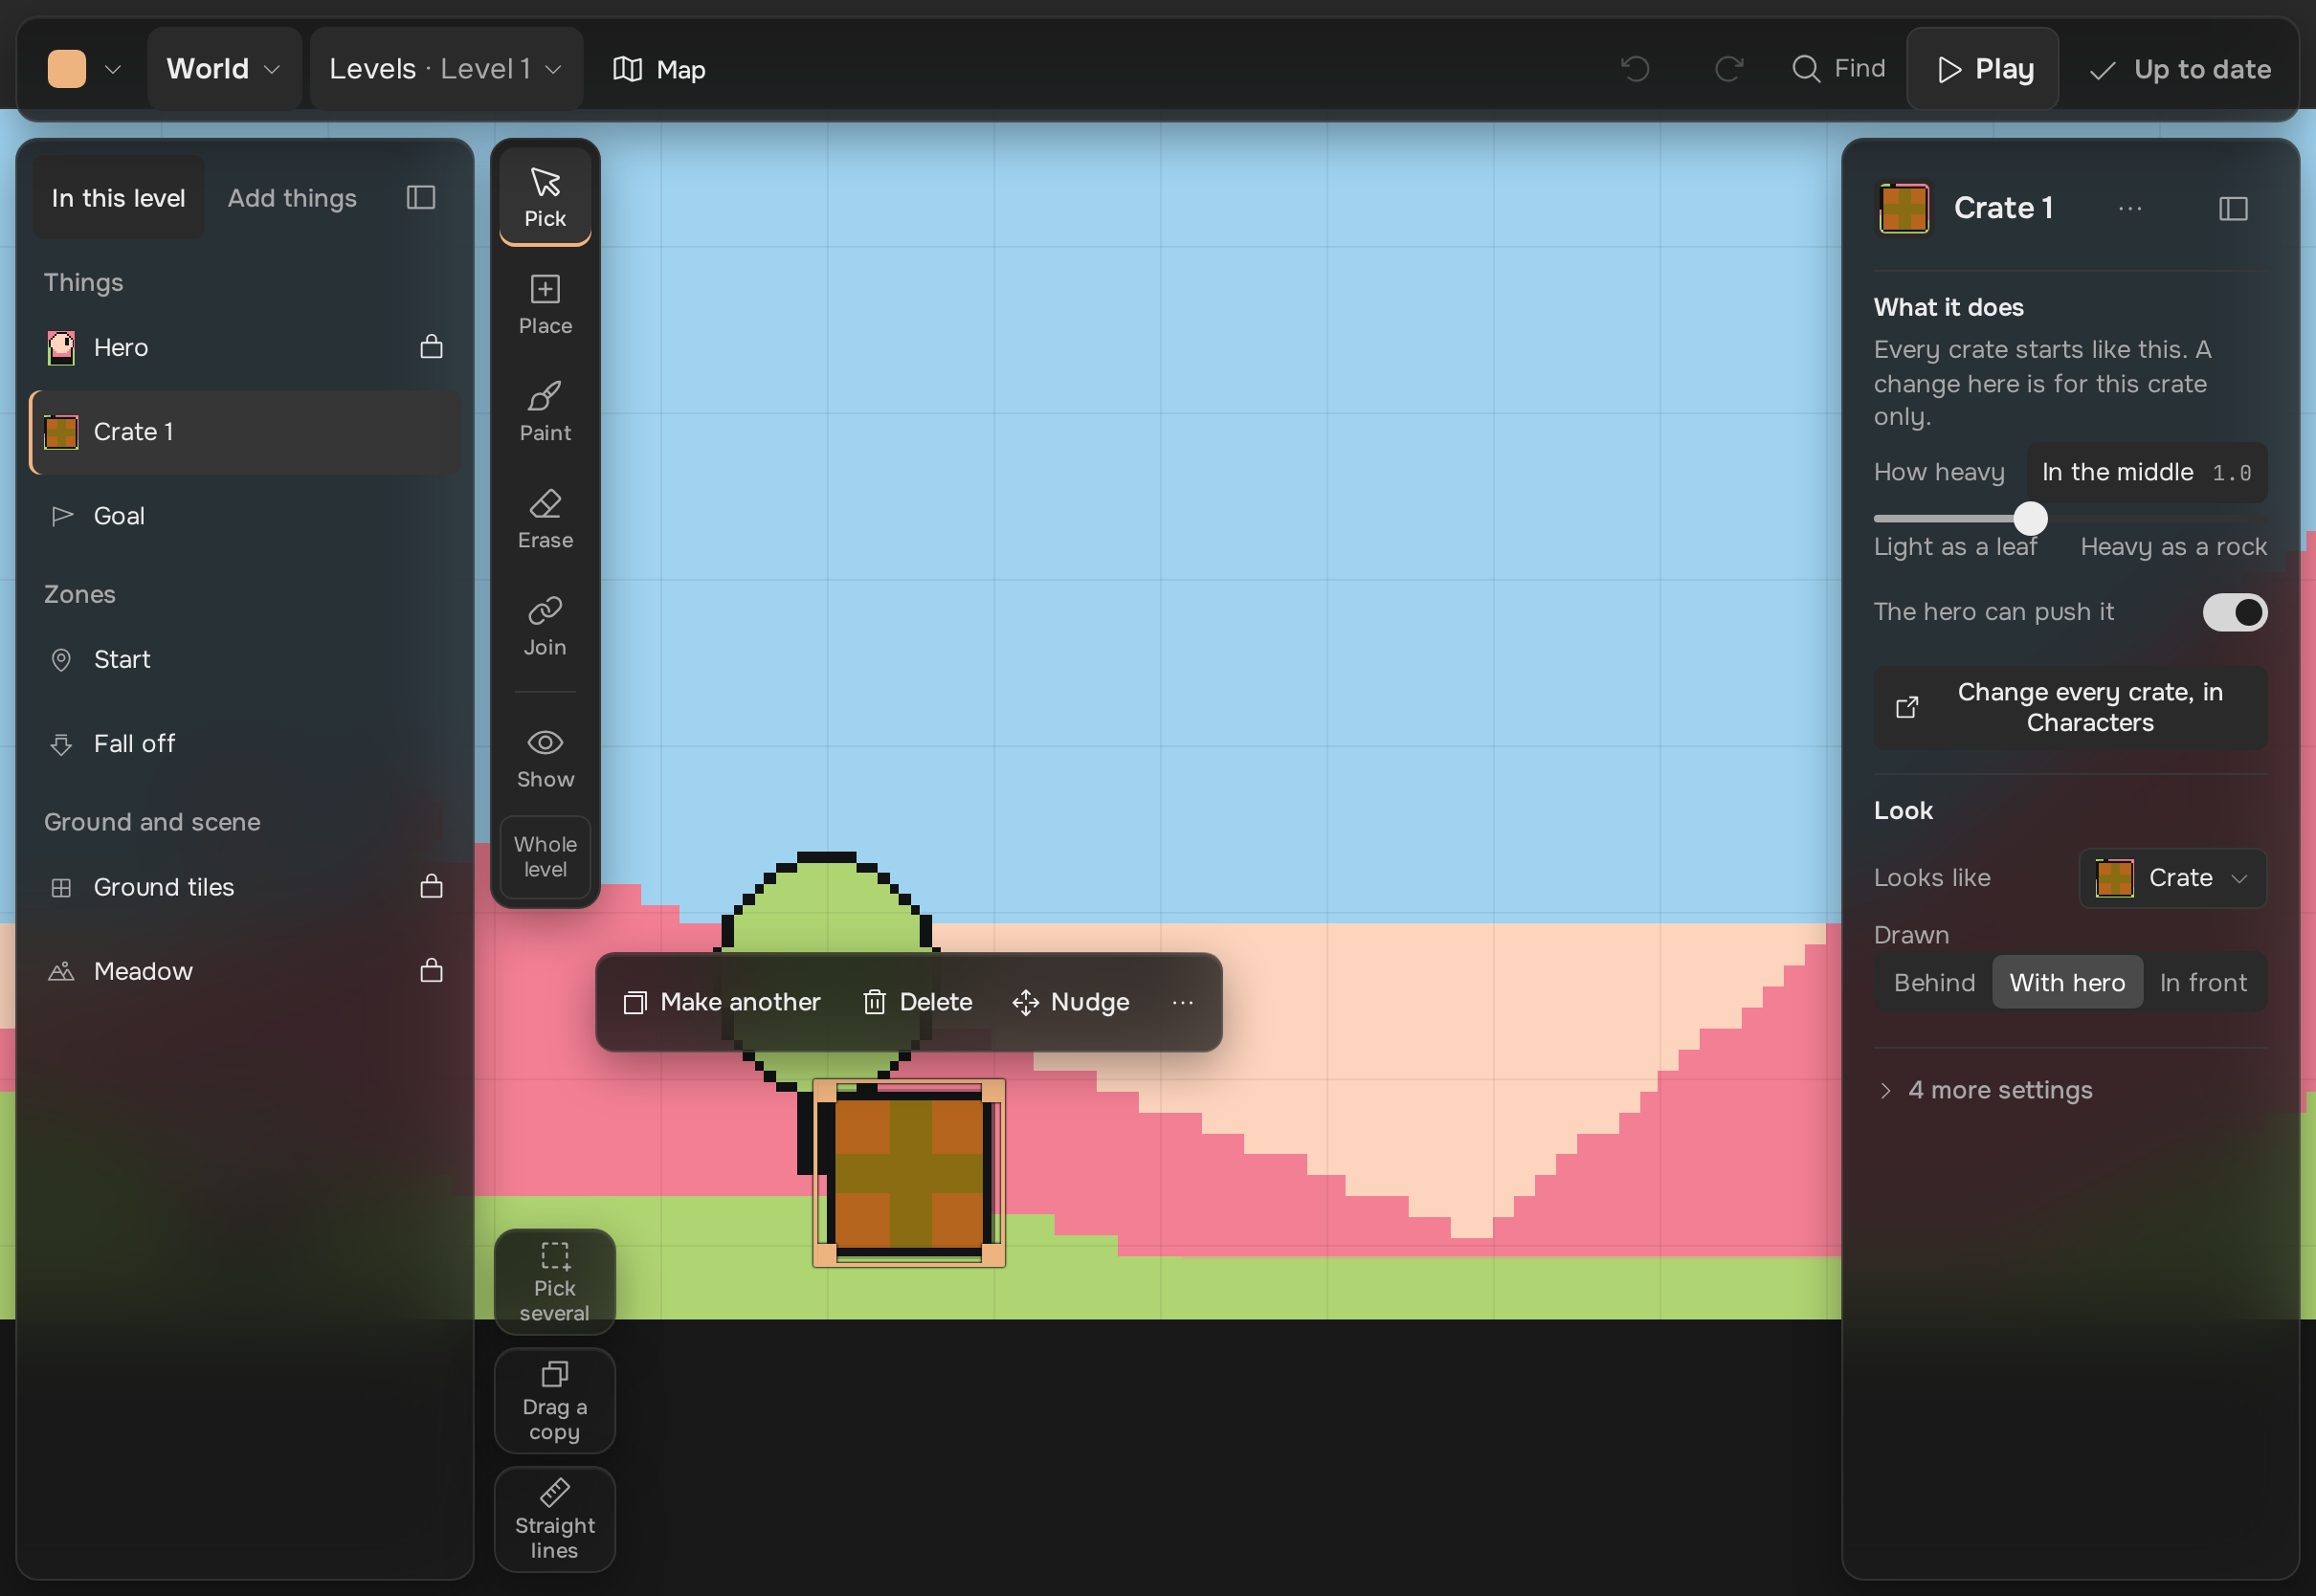 World
Levels · Level 1
Map
Find
Play
Up to date
In this level
Add things
Things
Hero
Crate 1
Goal
Zones
Start
Fall off
Ground and scene
Ground tiles
Meadow
Pick
Place
Paint
Erase
Join
Show
Whole
level
Make another
Delete
Nudge
Pick
several
Drag a
copy
Straight
lines
Crate 1
What it does
Every crate starts like this. A
change here is for this crate
only.
How heavy
In the middle 1.0
Light as a leaf
Heavy as a rock
The hero can push it
Change every crate, in
Characters
Look
Looks like
Crate
Drawn
Behind
With hero
In front
4 more settings